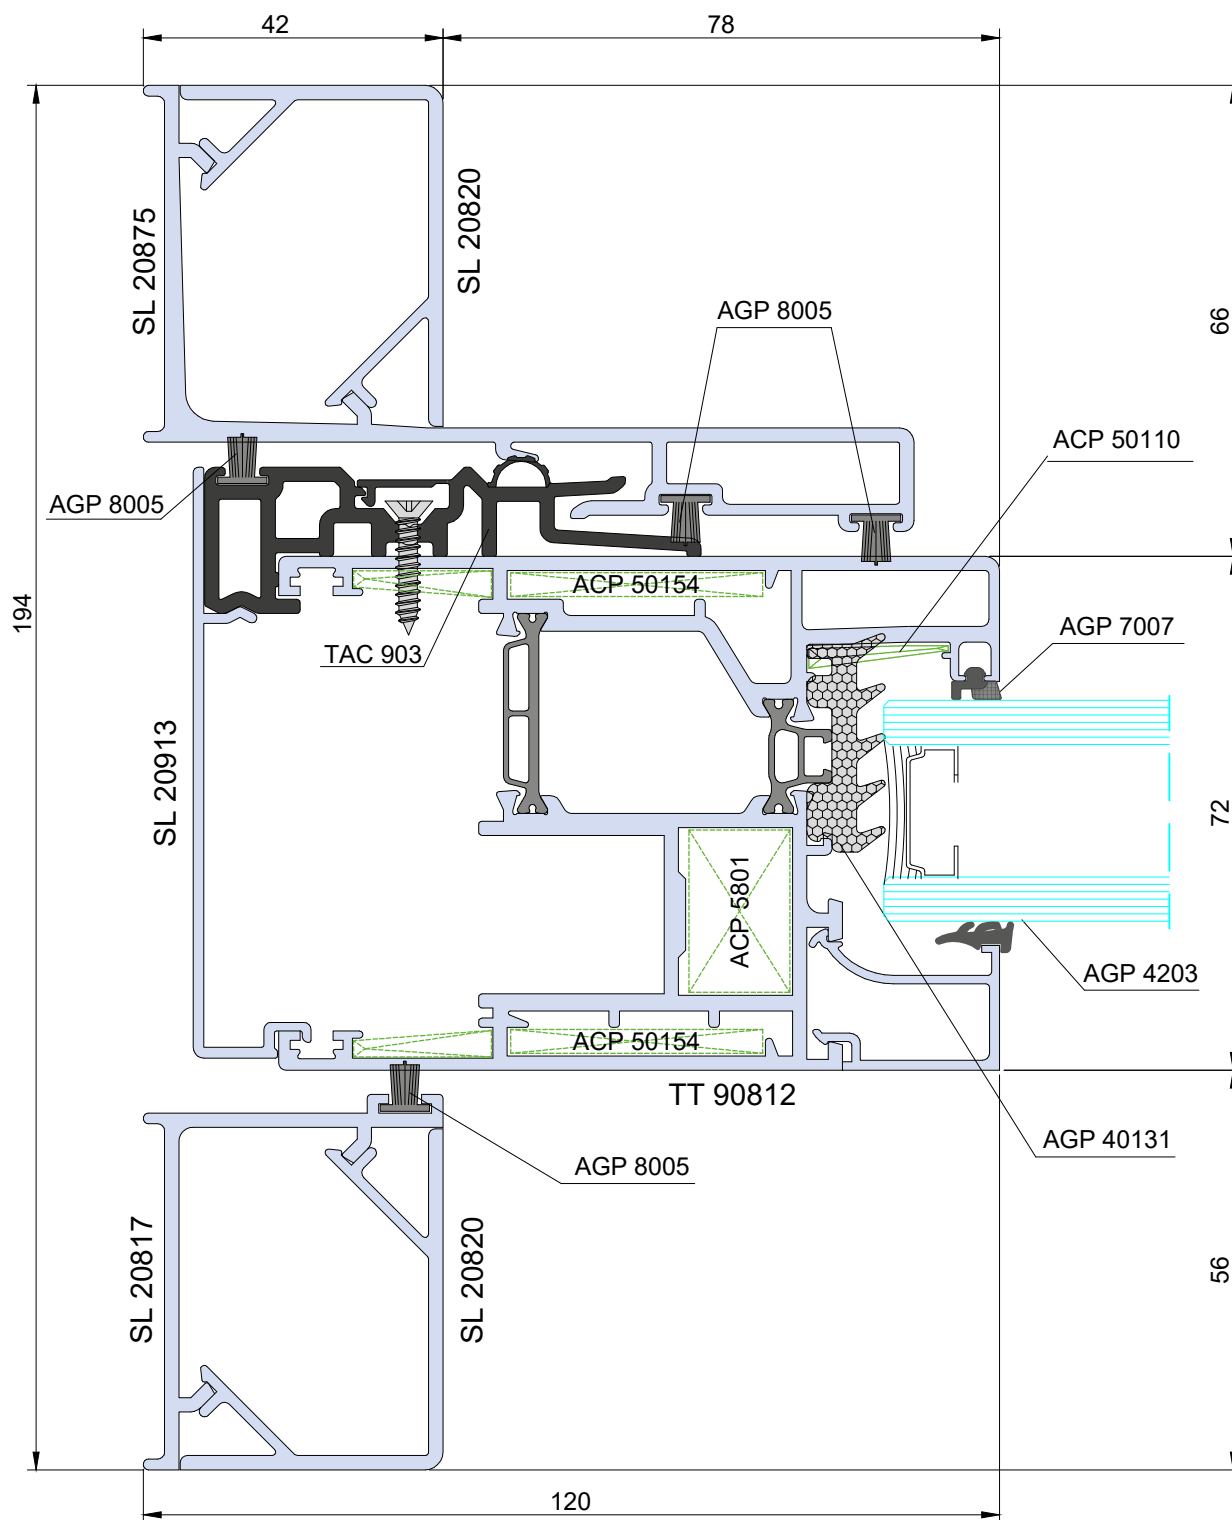 42
78
SL 20875
SL 20820
66
AGP 8005
ACP 50110
AGP 8005
194
ACP 50154
TAC 903
AGP 7007
SL 20913
72
ACP 5801
AGP 4203
ACP 50154
TT 90812
AGP 40131
AGP 8005
SL 20817
SL 20820
56
120